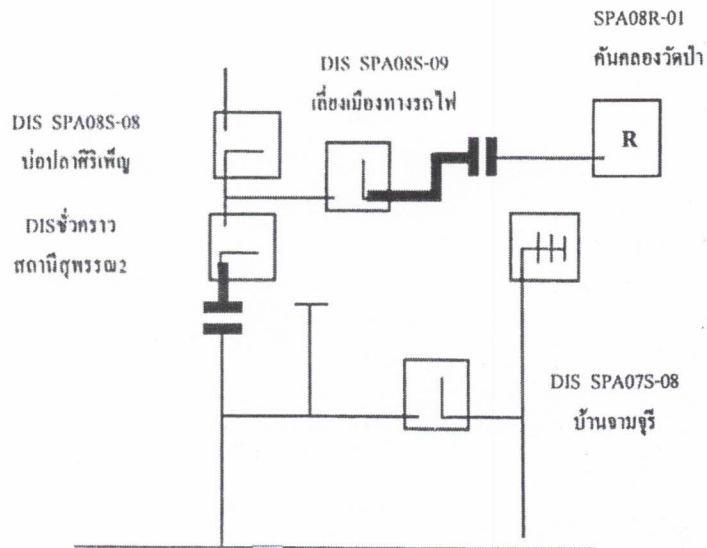 SPA08R-01
คันคลองวัดป่า
R
DIS SPA08S-09
เลี่ยงเมืองทางรถไฟ
DIS SPA08S-08
บ่อปลาศิริเพ็ญ
DISชั่วคราว
สถานีสุพรรณ2
DIS SPA07S-08
บ้านจามจุรี